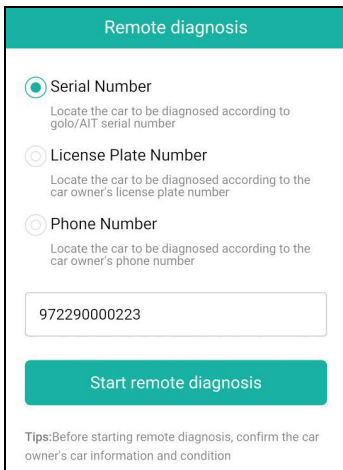 Remote diagnosis
Serial Number
Locate the car to be diagnosed according to
golo/AIT serial number
License Plate Number
Locate the car to be diagnosed according to the
car owner's license plate number
Phone Number
Locate the car to be diagnosed according to the
car owner's phone number
972290000223
Start remote diagnosis
Tips:Before starting remote diagnosis, confirm the car
owner's car information and condition